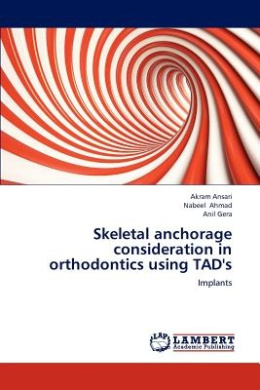 Akram Ansari
Nabeel Ahmad
Anil Gera
Skeletal anchorage
consideration in
orthodontics using TAD's
Implants
LAMBERT
Academic Publishing